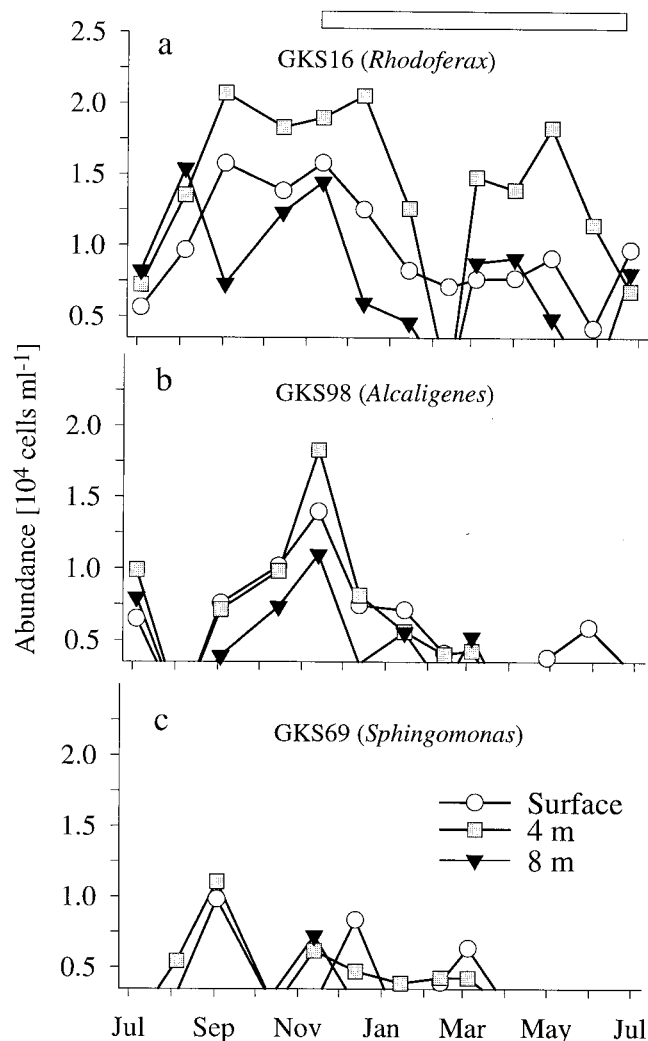 2.5
a
GKS16 (Rhodoferax)
2.0
1.5
1.0
0.5
b
GKS98 (Alcaligenes)
2.0
1.5
1.0
0.5
Abundance [10⁴ cells ml⁻¹]
c
GKS69 (Sphingomonas)
2.0
Surface
4 m
8 m
1.5
1.0
0.5
Jul Sep Nov Jan Mar May Jul